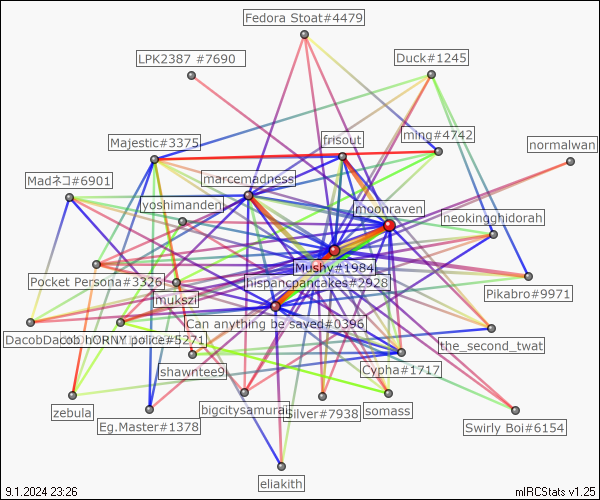 Fedora Stoat#4479
LPK2387 #7690
Duck#1245
Majestic#3375
frisout
ming#4742
normalwan
Madネコ#6901
marcemadness
yoshimanden
moonraven
neokingghidorah
Mushy#1984
Pocket Persona#3326
hispancpancakes#2928
Pikabro#9971
mukszi
Can anything be saved#0396
DacobDacob
hORNY police#5271
the_second_twat
shawntee9
Cypha#1717
zebula
bigcitysamurai
Silver#7938
somass
Eg.Master#1378
Swirly Boi#6154
eliakith
9.1.2024 23:26
mIRCStats v1.25